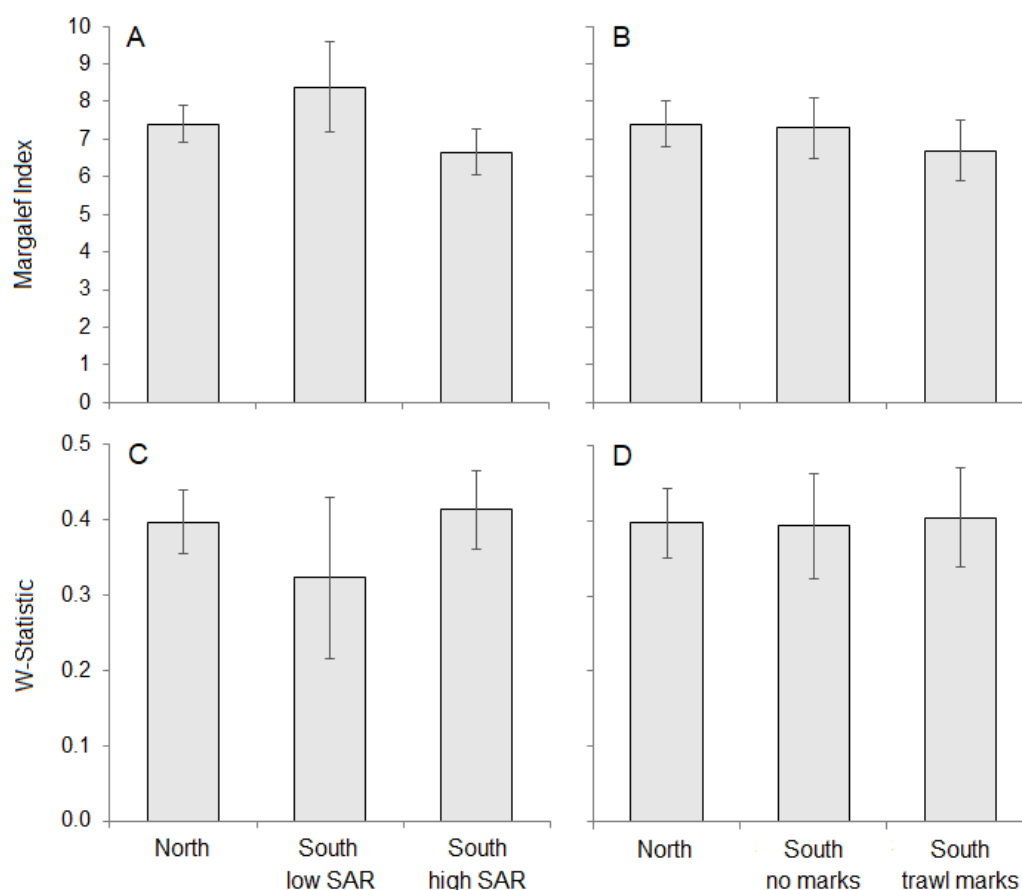 A
B
10
9
8
7
6
5
4
3
2
1
0
Margalef Index
C
D
0.5
0.4
0.3
0.2
0.1
0.0
W-Statistic
North
South
low SAR
South
high SAR
North
South
no marks
South
trawl marks